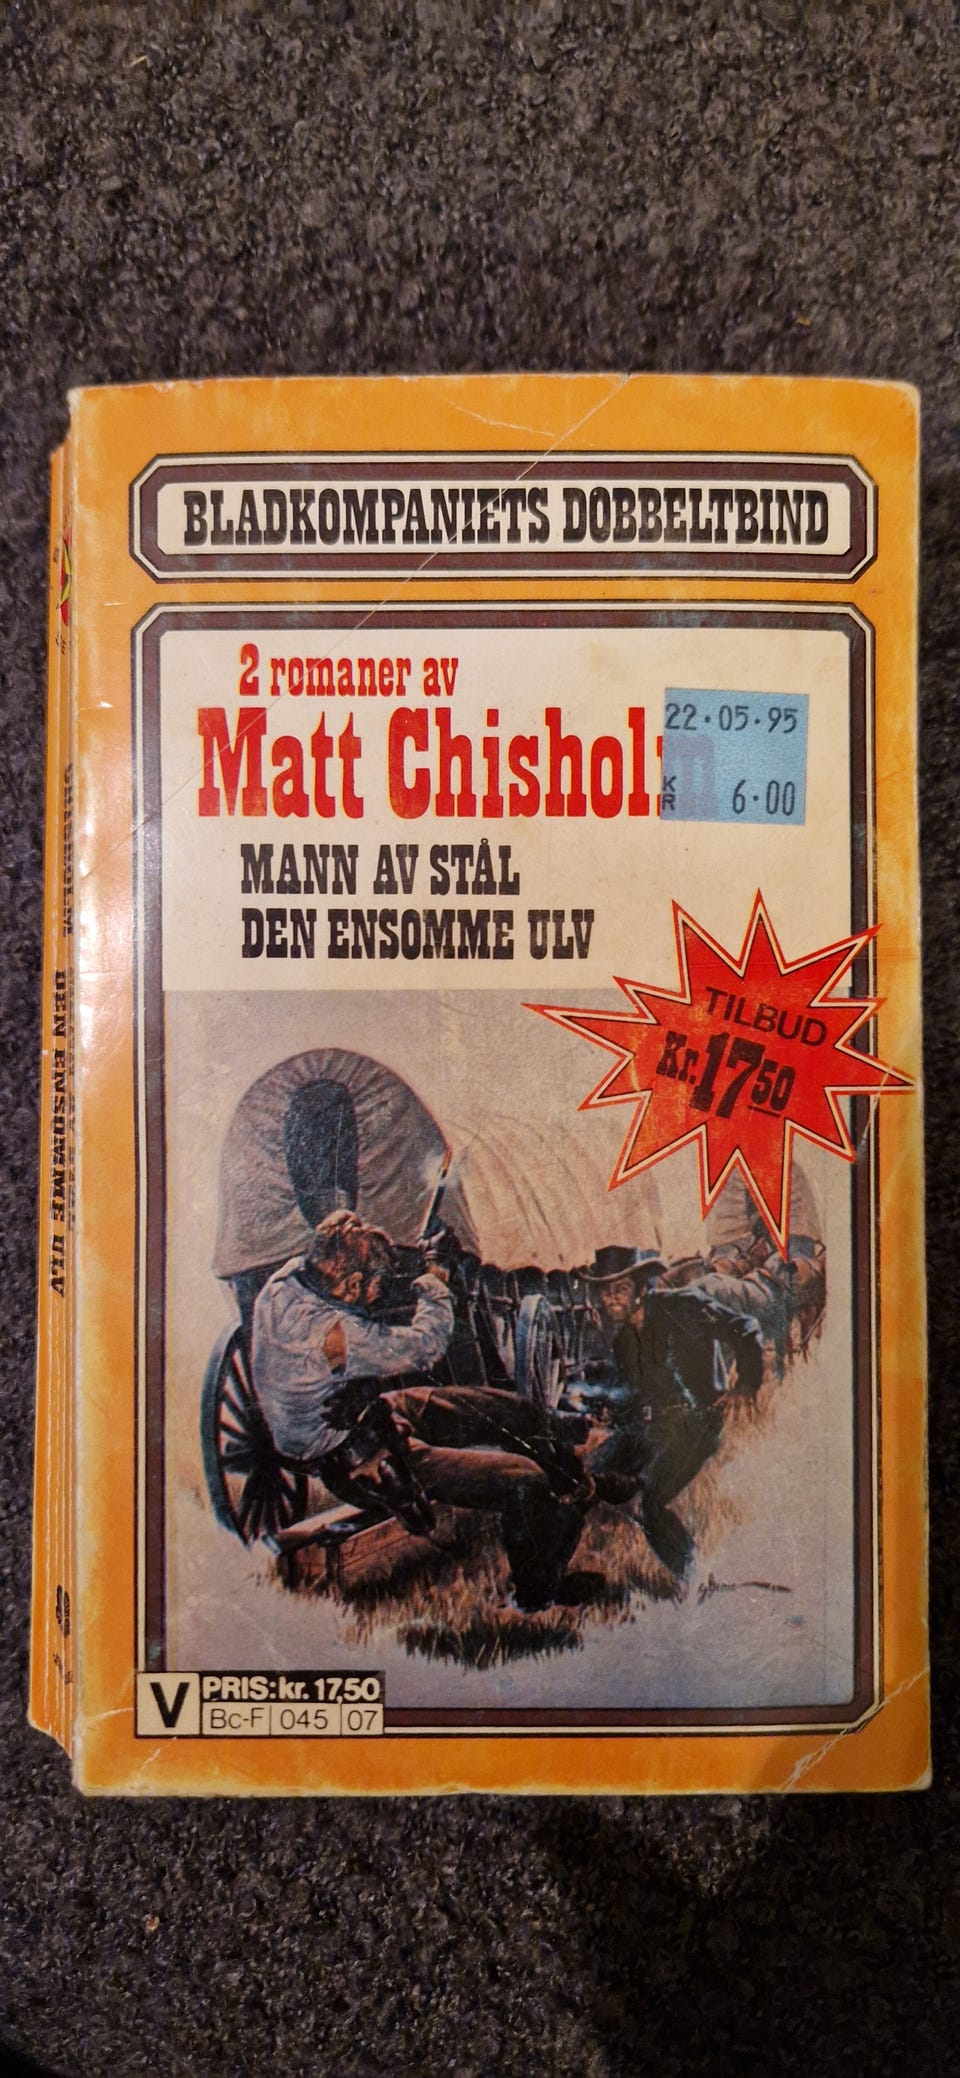 BLADKOMPANIETS DOBBELTBIND
2 romaner av
Matt Chisholm
22·05·95
KR 6·00
MANN AV STÅL
DEN ENSOMME ULV
TILBUD
Kr. 17 50
V
PRIS: kr. 17,50
Bc-F 045 07
DEN ENSOMME ULV